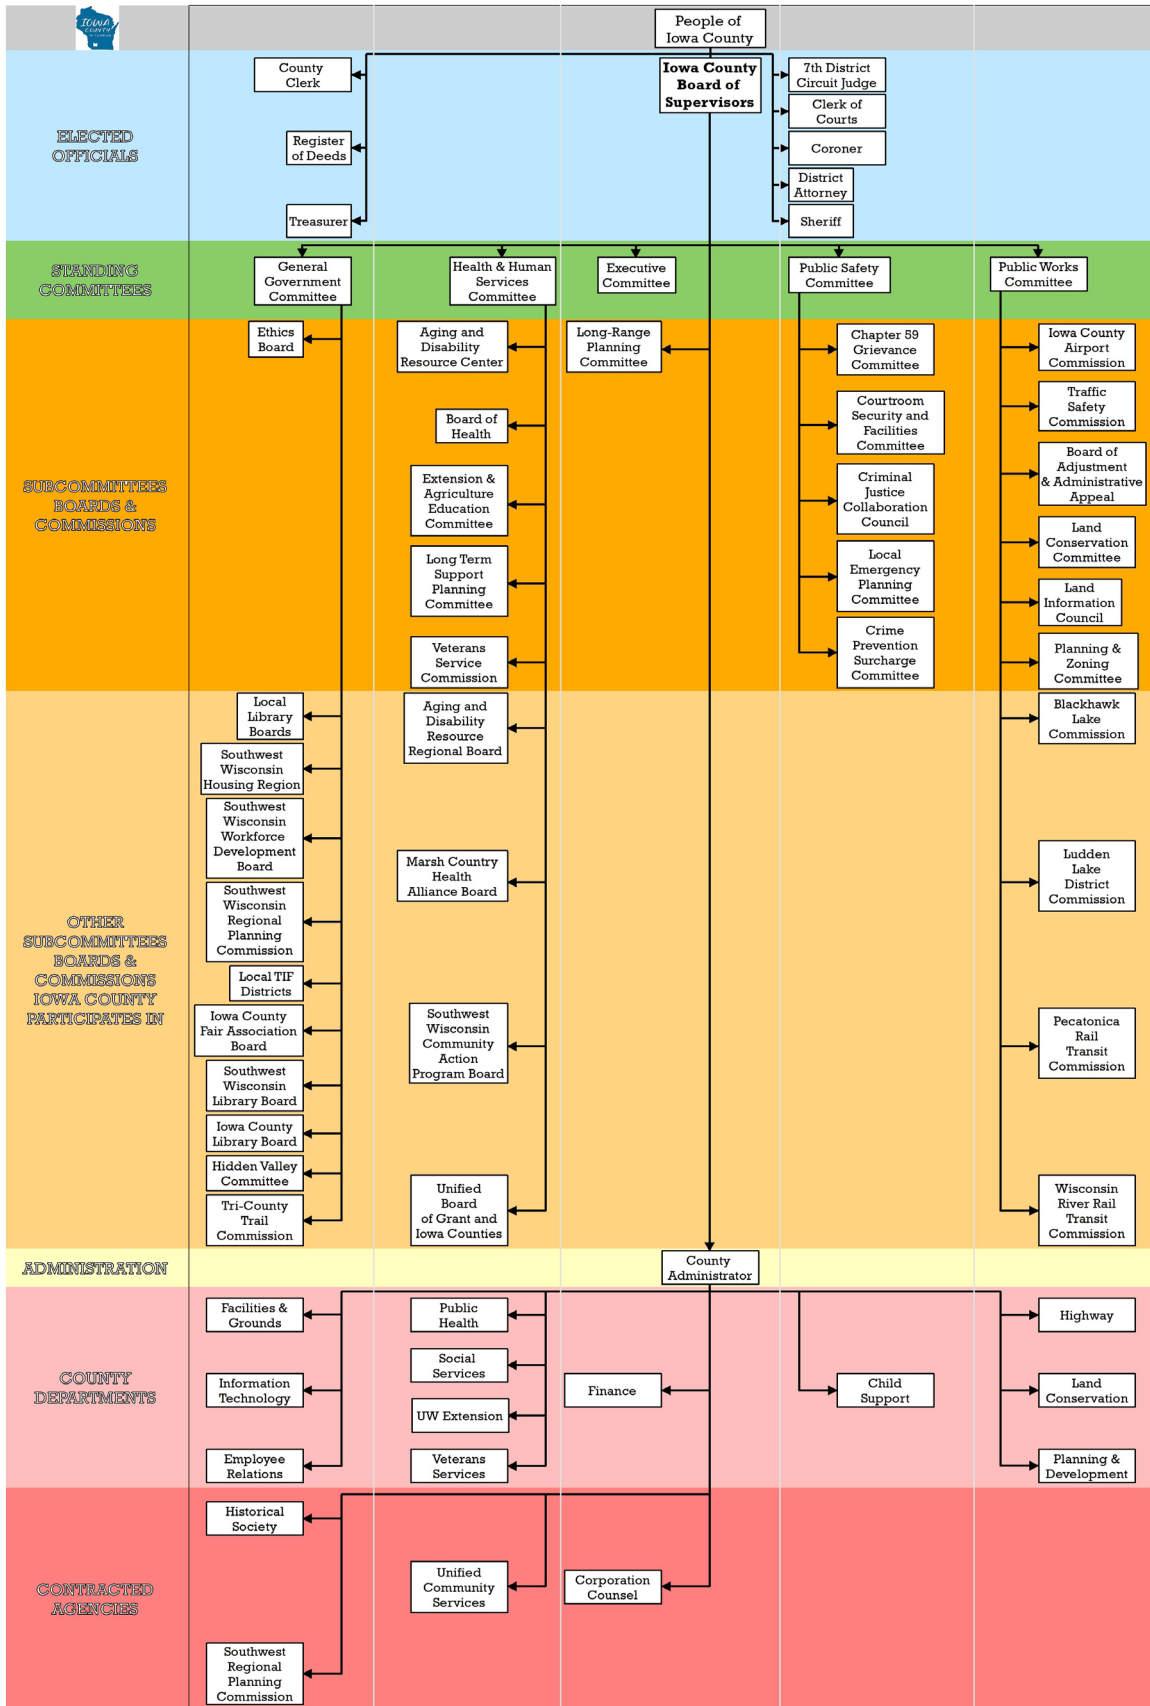 IOWA
COUNTY
People of
Iowa County
ELECTED
OFFICIALS
County
Clerk
Register
of Deeds
Treasurer
Iowa County
Board of
Supervisors
7th District
Circuit Judge
Clerk of
Courts
Coroner
District
Attorney
Sheriff
STANDING
COMMITTEES
General
Government
Committee
Health & Human
Services
Committee
Executive
Committee
Public Safety
Committee
Public Works
Committee
SUBCOMMITTEES
BOARDS &
COMMISSIONS
Ethics
Board
Aging and
Disability
Resource Center
Board of
Health
Extension &
Agriculture
Education
Committee
Long Term
Support
Planning
Committee
Veterans
Service
Commission
Long-Range
Planning
Committee
Chapter 59
Grievance
Committee
Courtroom
Security and
Facilities
Committee
Criminal
Justice
Collaboration
Council
Local
Emergency
Planning
Committee
Crime
Prevention
Surcharge
Committee
Iowa County
Airport
Commission
Traffic
Safety
Commission
Board of
Adjustment
& Administrative
Appeal
Land
Conservation
Committee
Land
Information
Council
Planning &
Zoning
Committee
OTHER
SUBCOMMITTEES
BOARDS &
COMMISSIONS
IOWA COUNTY
PARTICIPATES IN
Local
Library
Boards
Southwest
Wisconsin
Housing Region
Southwest
Wisconsin
Workforce
Development
Board
Southwest
Wisconsin
Regional
Planning
Commission
Local TIF
Districts
Iowa County
Fair Association
Board
Southwest
Wisconsin
Library Board
Iowa County
Library Board
Hidden Valley
Committee
Tri-County
Trail
Commission
Aging and
Disability
Resource
Regional Board
Marsh Country
Health
Alliance Board
Southwest
Wisconsin
Community
Action
Program Board
Unified
Board
of Grant and
Iowa Counties
Blackhawk
Lake
Commission
Ludden
Lake
District
Commission
Pecatonica
Rail
Transit
Commission
Wisconsin
River Rail
Transit
Commission
ADMINISTRATION
County
Administrator
COUNTY
DEPARTMENTS
Facilities &
Grounds
Information
Technology
Employee
Relations
Public
Health
Social
Services
UW Extension
Veterans
Services
Finance
Child
Support
Highway
Land
Conservation
Planning &
Development
CONTRACTED
AGENCIES
Historical
Society
Southwest
Regional
Planning
Commission
Unified
Community
Services
Corporation
Counsel